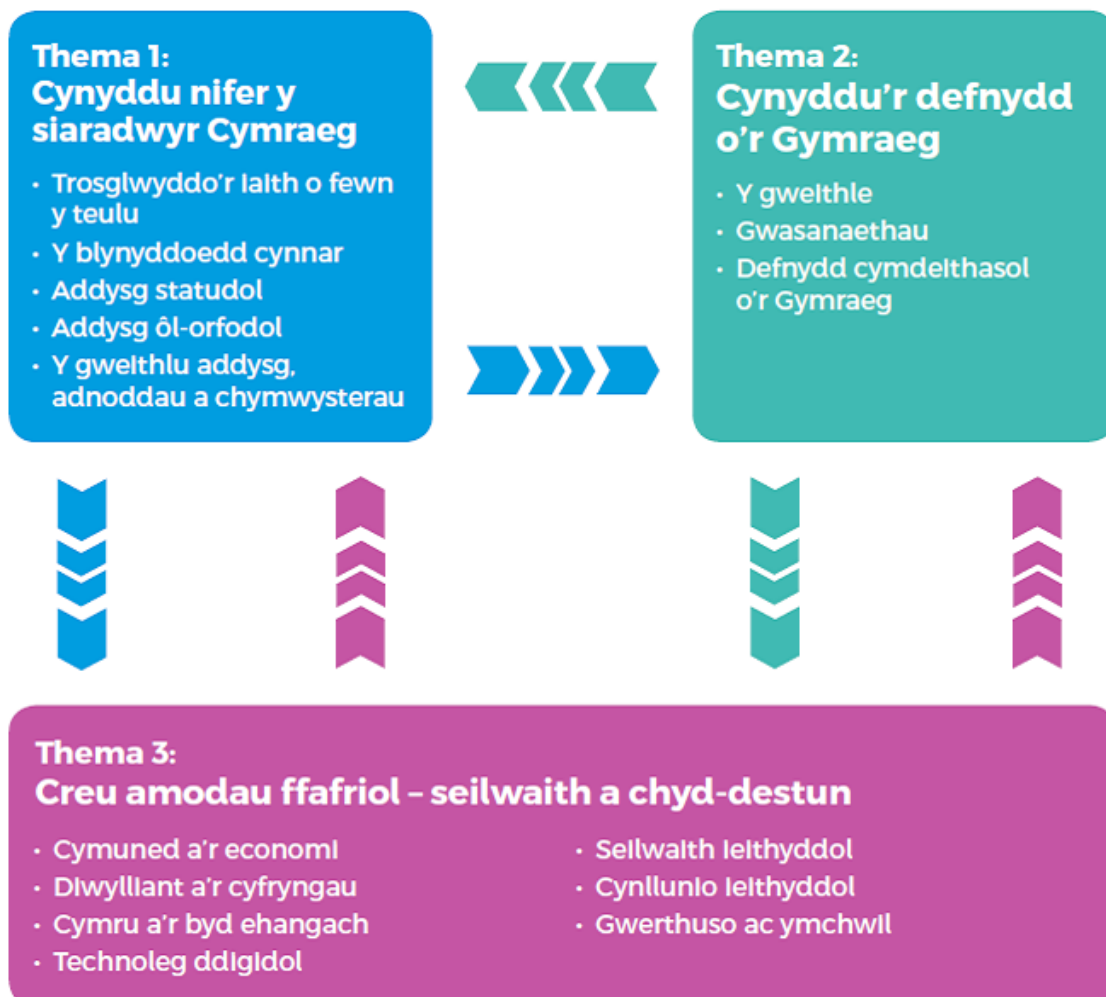 Thema 1:
Cynyddu nifer y
siaradwyr Cymraeg
• Trosglwyddo'r iaith o fewn
y teulu
• Y blynyddoedd cynnar
• Addysg statudol
• Addysg ôl-orfodol
• Y gweithlu addysg,
adnoddau a chymwysterau
Thema 2:
Cynyddu'r defnydd
o'r Gymraeg
• Y gweithle
• Gwasanaethau
• Defnydd cymdeithasol
o'r Gymraeg
Thema 3:
Creu amodau ffafriol – seilwaith a chyd-destun
• Cymuned a'r economi
• Diwylliant a'r cyfryngau
• Cymru a'r byd ehangach
• Technoleg ddigidol
• Seilwaith ieithyddol
• Cynllunio ieithyddol
• Gwerthuso ac ymchwil